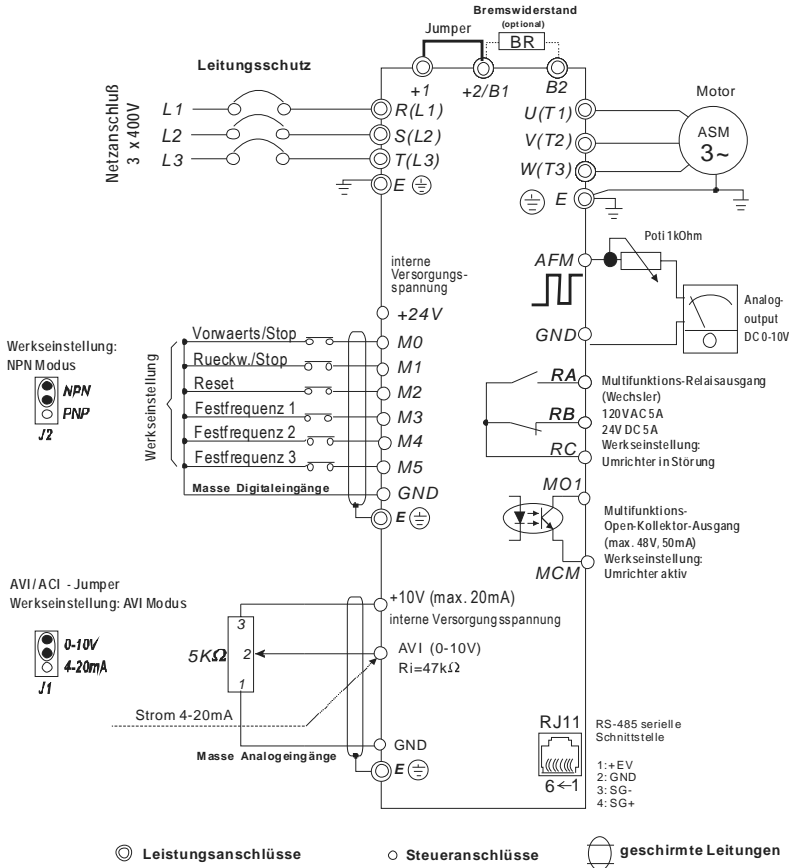 Bremswiderstand
(optional)
Jumper
BR
Leitungsschutz
+1
+2/B1
B2
Motor
Netzanschluß
3 x 400V
L1
R(L1)
U(T1)
L2
S(L2)
V(T2)
ASM
3~
L3
T(L3)
W(T3)
E
E
Poti 1kOhm
interne
Versorgungs-
spannung
AFM
+24V
Analog-
output
DC 0-10V
GND
Werkseinstellung:
NPN Modus
NPN
PNP
J2
Werkseinstellung
Vorwaerts/Stop
M0
Rueckw./Stop
M1
Reset
M2
Festfrequenz 1
M3
Festfrequenz 2
M4
Festfrequenz 3
M5
Masse Digitaleingänge
GND
E
RA
RB
RC
Multifunktions-Relaisausgang
(Wechsler)
120VAC 5A
24V DC 5A
Werkseinstellung:
Umrichter in Störung
MO1
MCM
Multifunktions-
Open-Kollektor-Ausgang
(max. 48V, 50mA)
Werkseinstellung:
Umrichter aktiv
AVI/ACI - Jumper
Werkseinstellung: AVI Modus
0-10V
4-20mA
J1
+10V (max. 20mA)
interne Versorgungsspannung
3
5KΩ
2
1
AVI (0-10V)
Ri=47kΩ
Strom 4-20mA
GND
Masse Analogeingänge
E
RJ11
6←1
RS-485 serielle
Schnittstelle
1:+EV
2: GND
3: SG-
4: SG+
Leistungsanschlüsse
Steueranschlüsse
geschirmte Leitungen